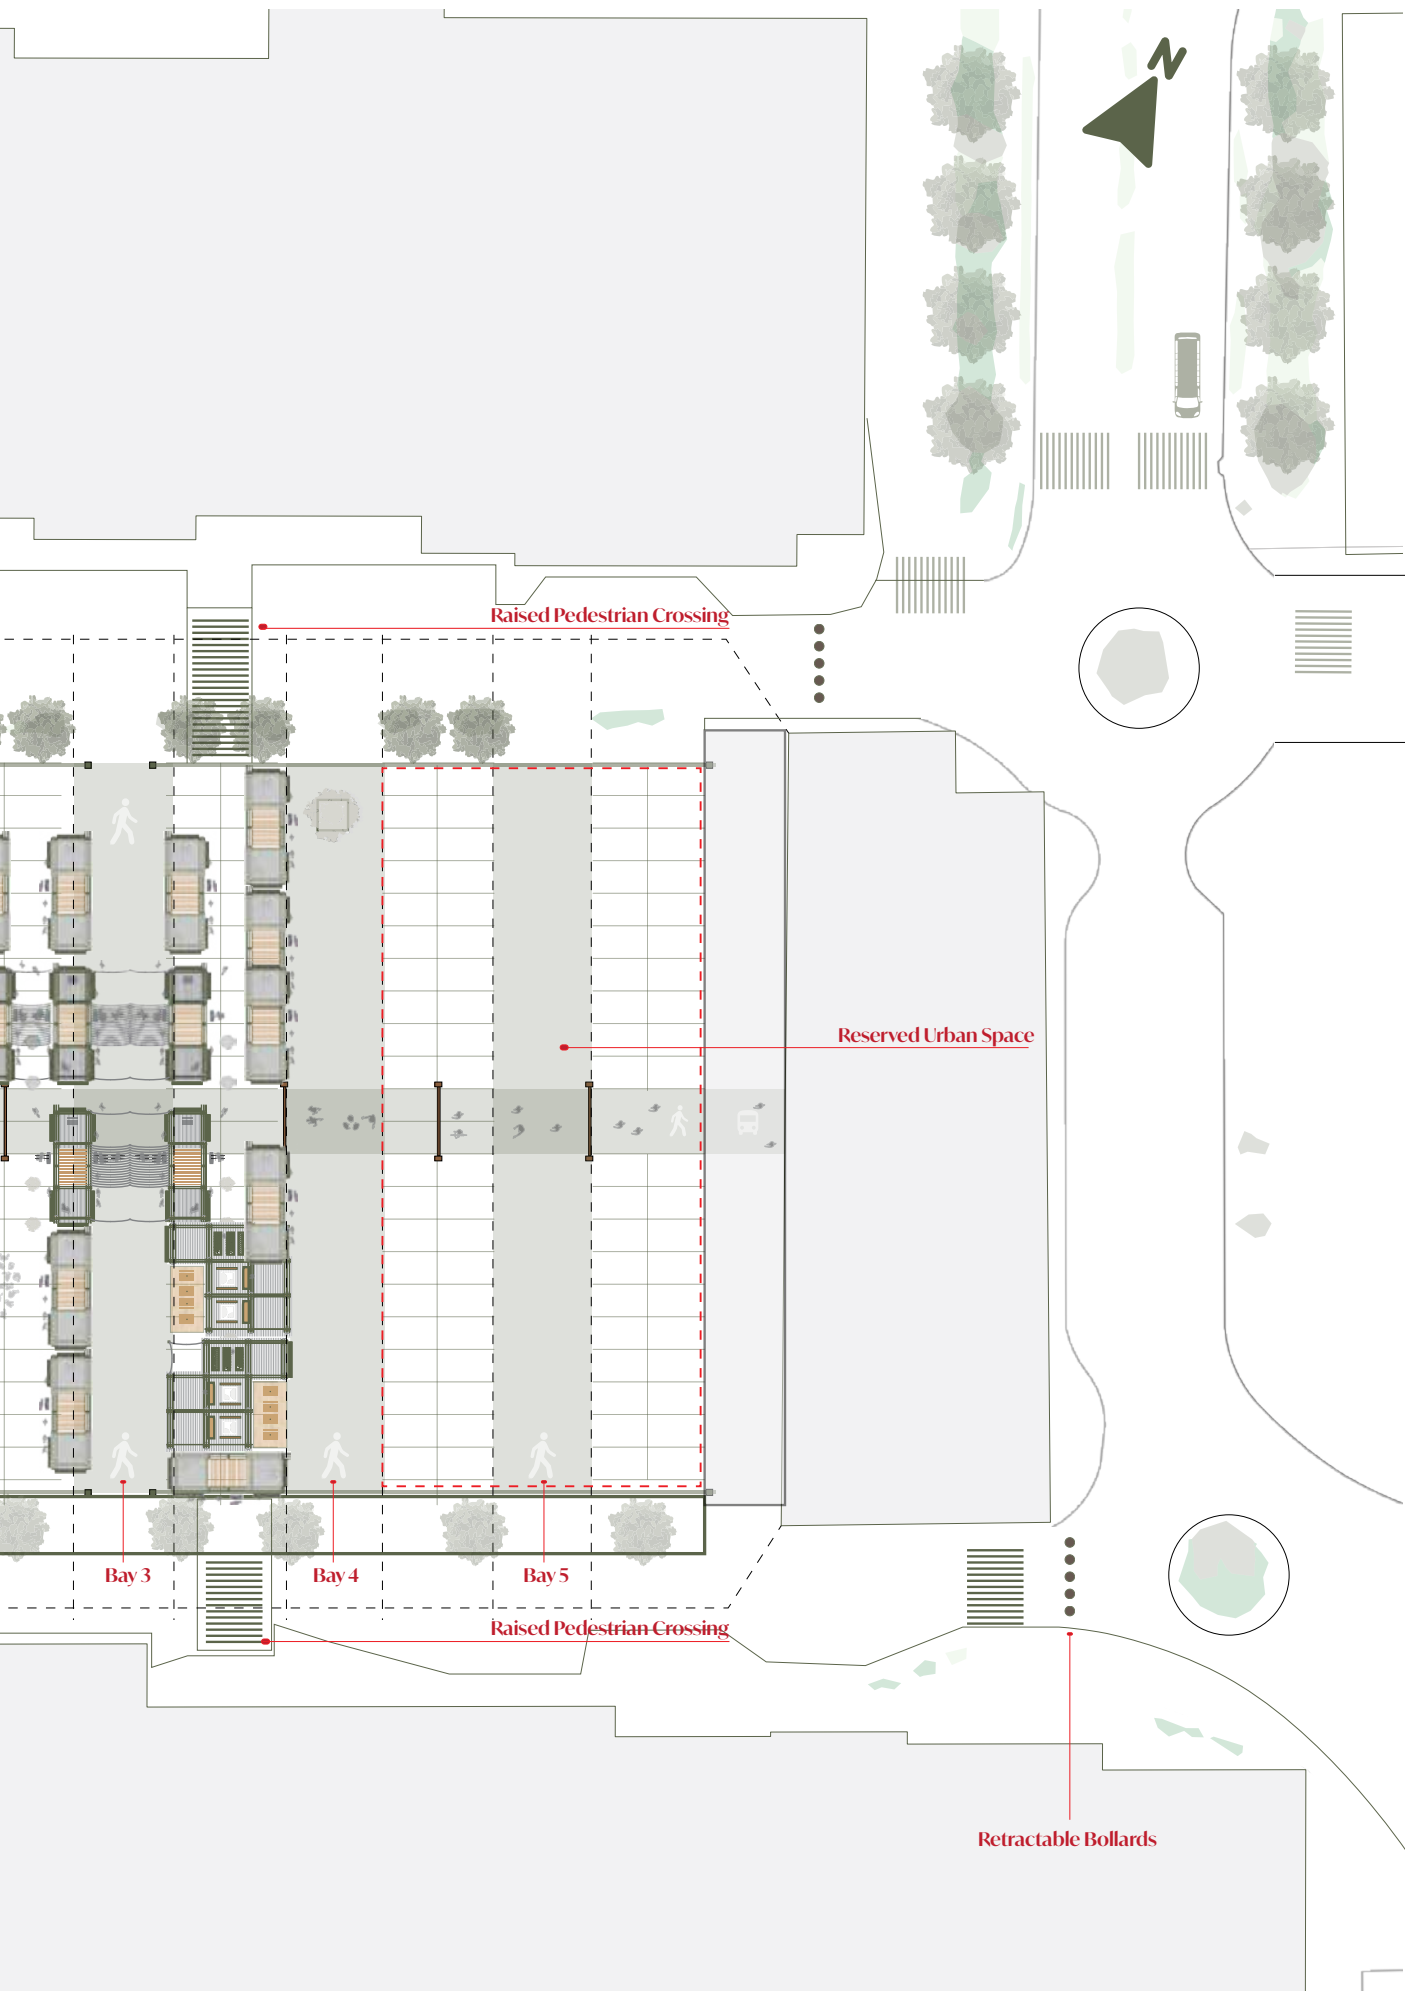 N
Raised Pedestrian Crossing
Reserved Urban Space
Bay 3
Bay 4
Bay 5
Raised Pedestrian Crossing
Retractable Bollards